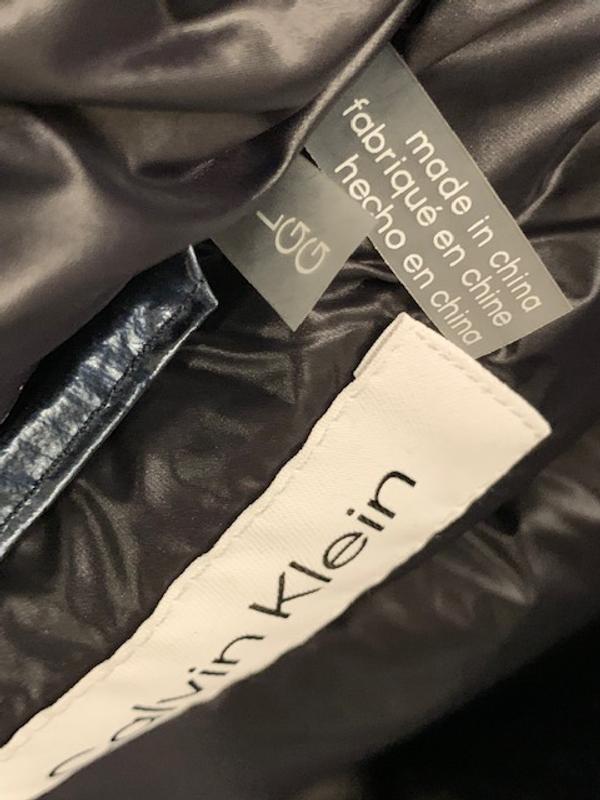 made in china
fabriqué en chine
hecho en china
LGG
Calvin Klein